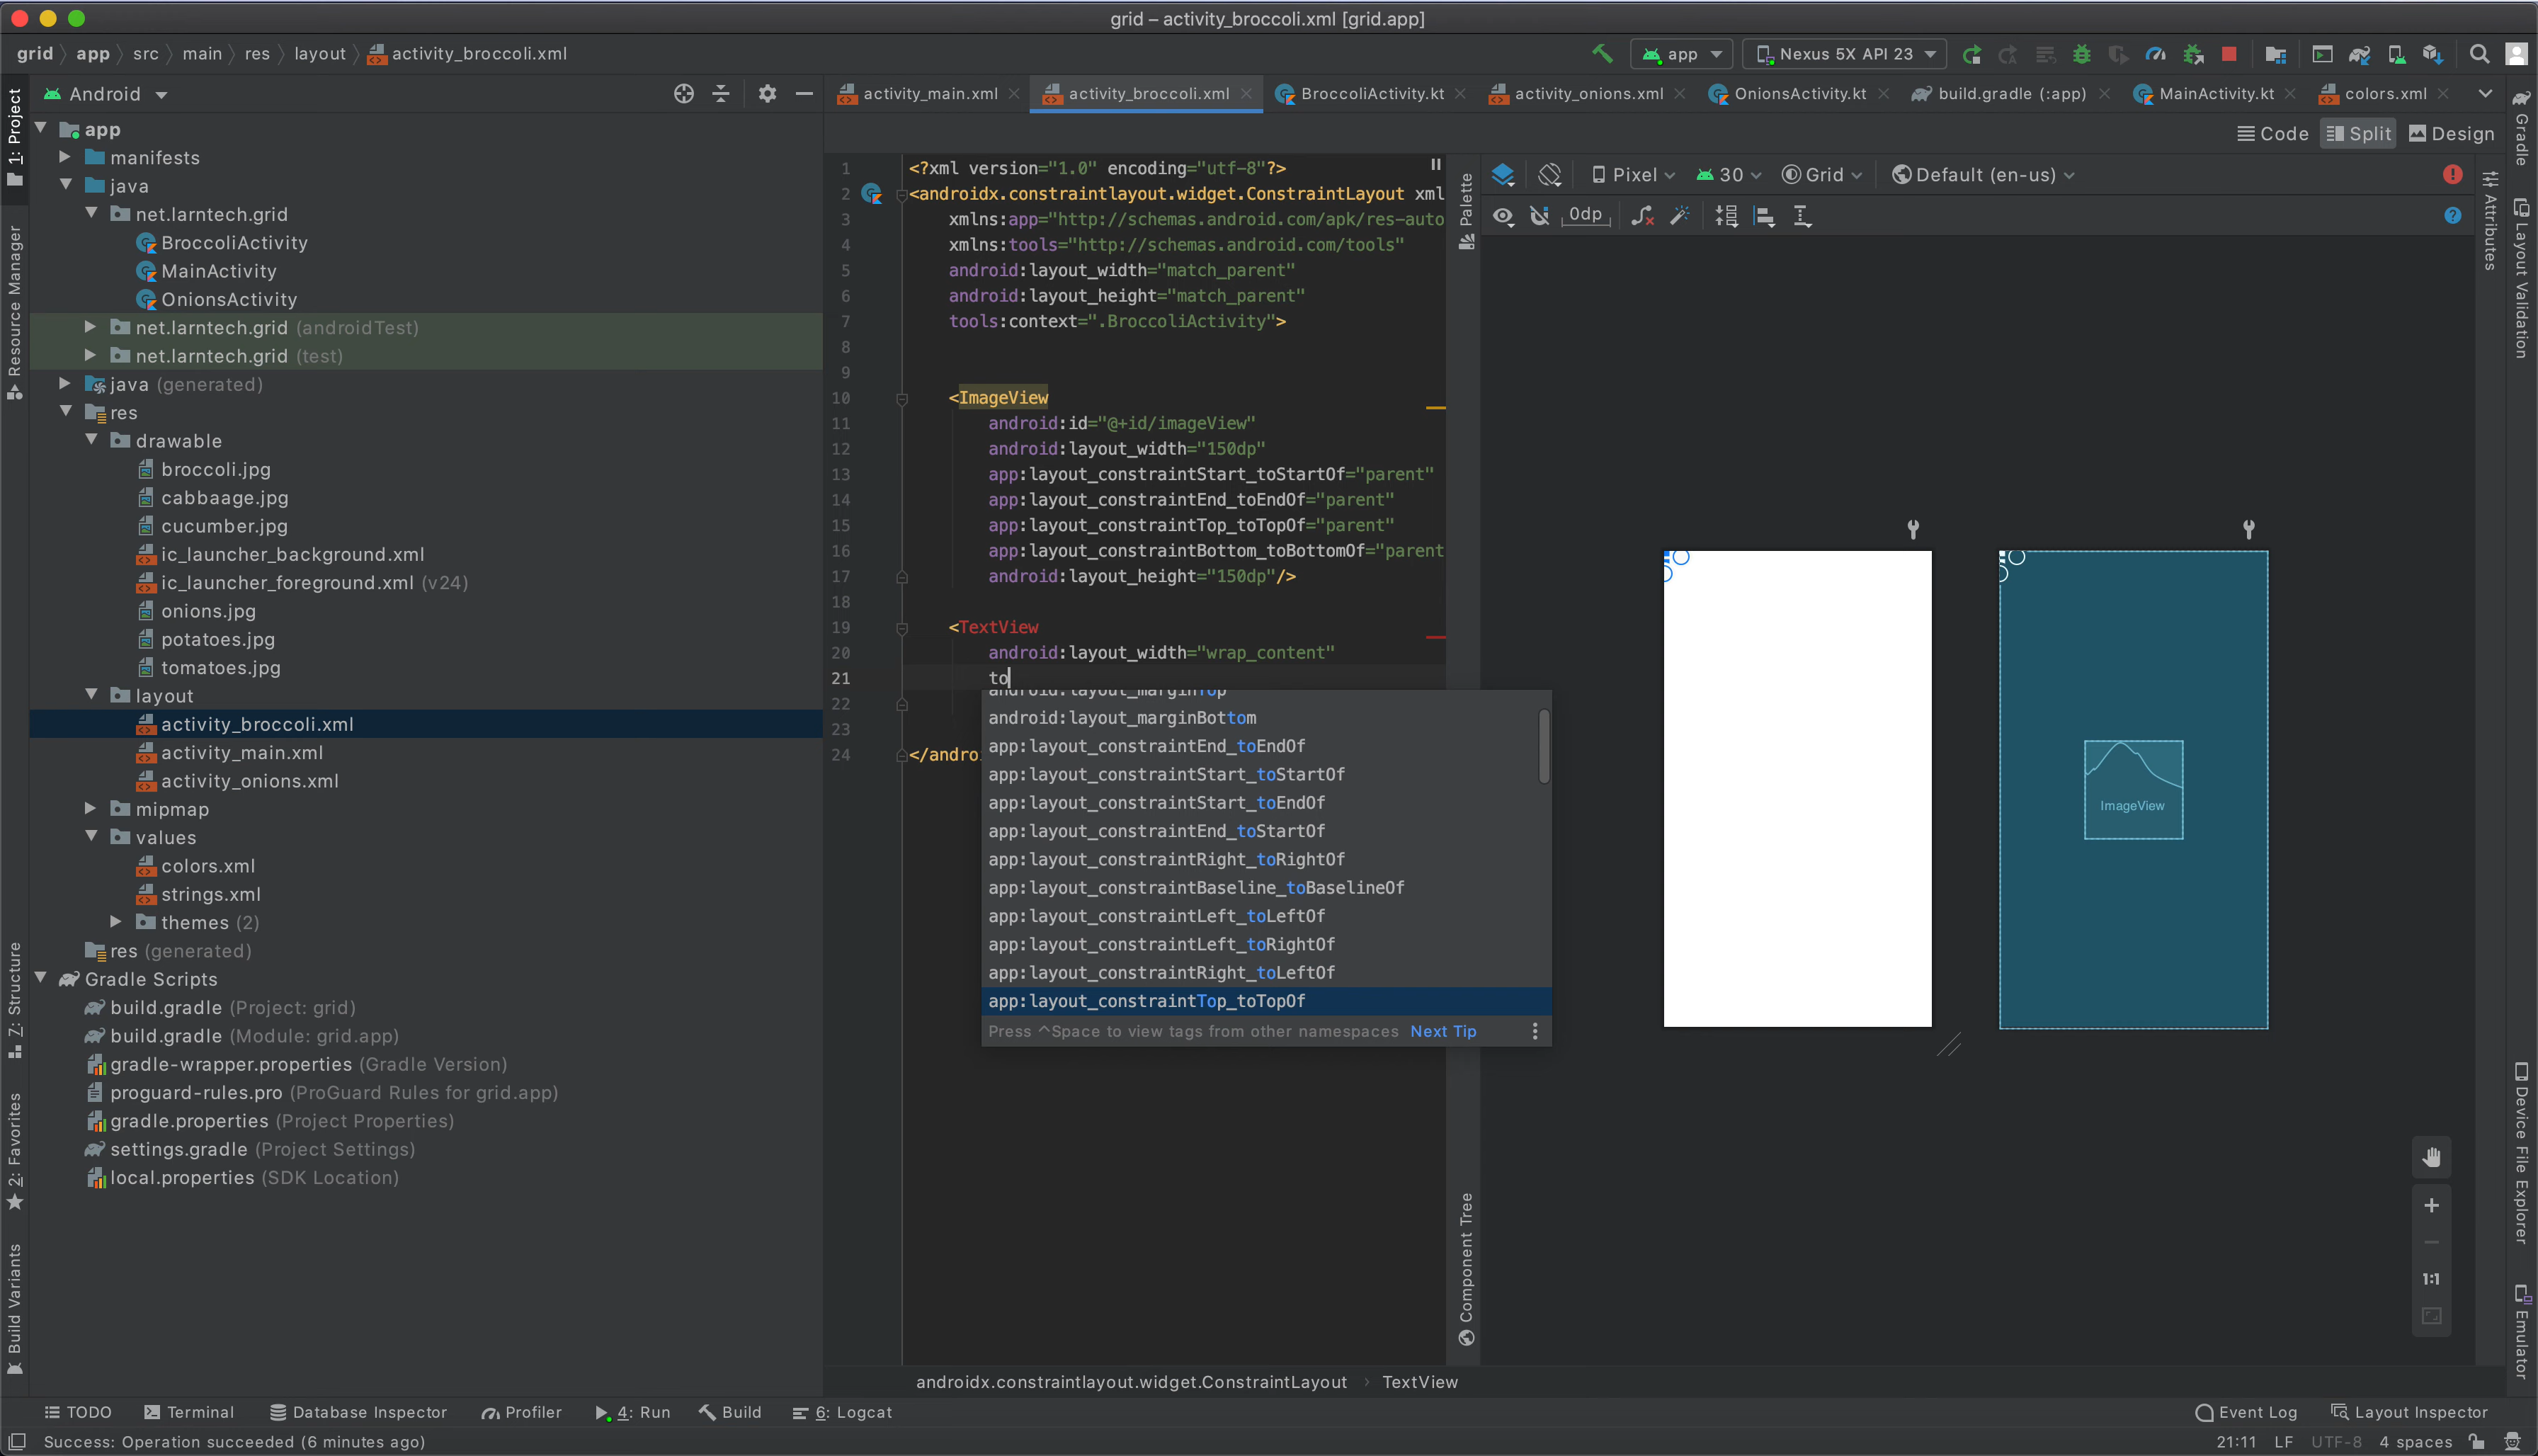 grid – activity_broccoli.xml [grid.app]
grid app src main res layout activity_broccoli.xml
app Nexus 5X API 23
1: Project
Resource Manager
7: Structure
2: Favorites
Build Variants
Android
app
manifests
java
net.larntech.grid
BroccoliActivity
MainActivity
OnionsActivity
net.larntech.grid (androidTest)
net.larntech.grid (test)
java (generated)
res
drawable
broccoli.jpg
cabbaage.jpg
cucumber.jpg
ic_launcher_background.xml
ic_launcher_foreground.xml (v24)
onions.jpg
potatoes.jpg
tomatoes.jpg
layout
activity_broccoli.xml
activity_main.xml
activity_onions.xml
mipmap
values
colors.xml
strings.xml
themes (2)
res (generated)
Gradle Scripts
build.gradle (Project: grid)
build.gradle (Module: grid.app)
gradle-wrapper.properties (Gradle Version)
proguard-rules.pro (ProGuard Rules for grid.app)
gradle.properties (Project Properties)
settings.gradle (Project Settings)
local.properties (SDK Location)
activity_main.xml activity_broccoli.xml BroccoliActivity.kt activity_onions.xml OnionsActivity.kt build.gradle (:app) MainActivity.kt colors.xml
Code Split Design
1 <?xml version="1.0" encoding="utf-8"?>
2 <androidx.constraintlayout.widget.ConstraintLayout xml
3 xmlns:app="http://schemas.android.com/apk/res-auto
4 xmlns:tools="http://schemas.android.com/tools"
5 android:layout_width="match_parent"
6 android:layout_height="match_parent"
7 tools:context=".BroccoliActivity">
8
9
10 <ImageView
11 android:id="@+id/imageView"
12 android:layout_width="150dp"
13 app:layout_constraintStart_toStartOf="parent"
14 app:layout_constraintEnd_toEndOf="parent"
15 app:layout_constraintTop_toTopOf="parent"
16 app:layout_constraintBottom_toBottomOf="parent
17 android:layout_height="150dp"/>
18
19 <TextView
20 android:layout_width="wrap_content"
21 to
22
23
24 </andro
android:layout_marginTop
android:layout_marginBottom
app:layout_constraintEnd_toEndOf
app:layout_constraintStart_toStartOf
app:layout_constraintStart_toEndOf
app:layout_constraintEnd_toStartOf
app:layout_constraintRight_toRightOf
app:layout_constraintBaseline_toBaselineOf
app:layout_constraintLeft_toLeftOf
app:layout_constraintLeft_toRightOf
app:layout_constraintRight_toLeftOf
app:layout_constraintTop_toTopOf
Press ^Space to view tags from other namespaces Next Tip
androidx.constraintlayout.widget.ConstraintLayout TextView
Palette
Component Tree
Pixel 30 Grid Default (en-us)
0dp
ImageView
1:1
Attributes
Gradle
Layout Validation
Device File Explorer
Emulator
TODO Terminal Database Inspector Profiler 4: Run Build 6: Logcat Event Log Layout Inspector
Success: Operation succeeded (6 minutes ago) 21:11 LF UTF-8 4 spaces